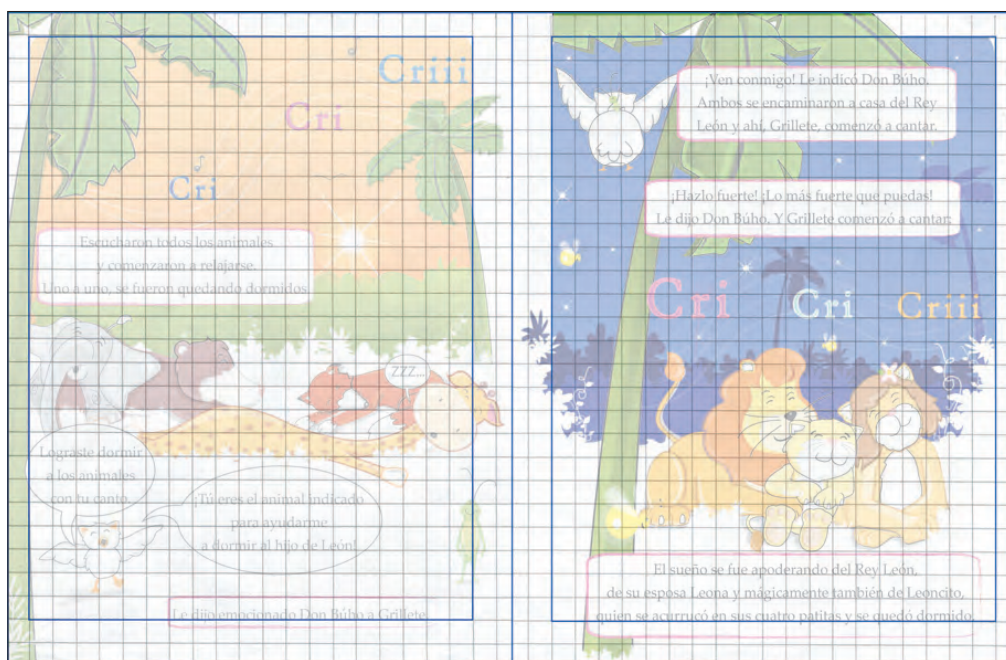 Criii
Cri
Cri
Escucharon todos los animales
y comenzaron a relajarse.
Uno a uno, se fueron quedando dormidos
ZZZ...
Lograste dormir
a los animales
con tu canto.
¡Tú eres el animal indicado
para ayudarme
a dormir al hijo de León!
Le dijo emocionado Don Búho a Grillete.
¡Ven conmigo! Le indicó Don Búho.
Ambos se encaminaron a casa del Rey
León y ahí, Grillete, comenzó a cantar.
¡Hazlo fuerte! ¡Lo más fuerte que puedas!
Le dijo Don Búho. Y Grillete comenzó a cantar:
Cri Cri Criii
El sueño se fue apoderando del Rey León,
de su esposa Leona y mágicamente también de Leoncito,
quien se acurrucó en sus cuatro patitas y se quedó dormido.